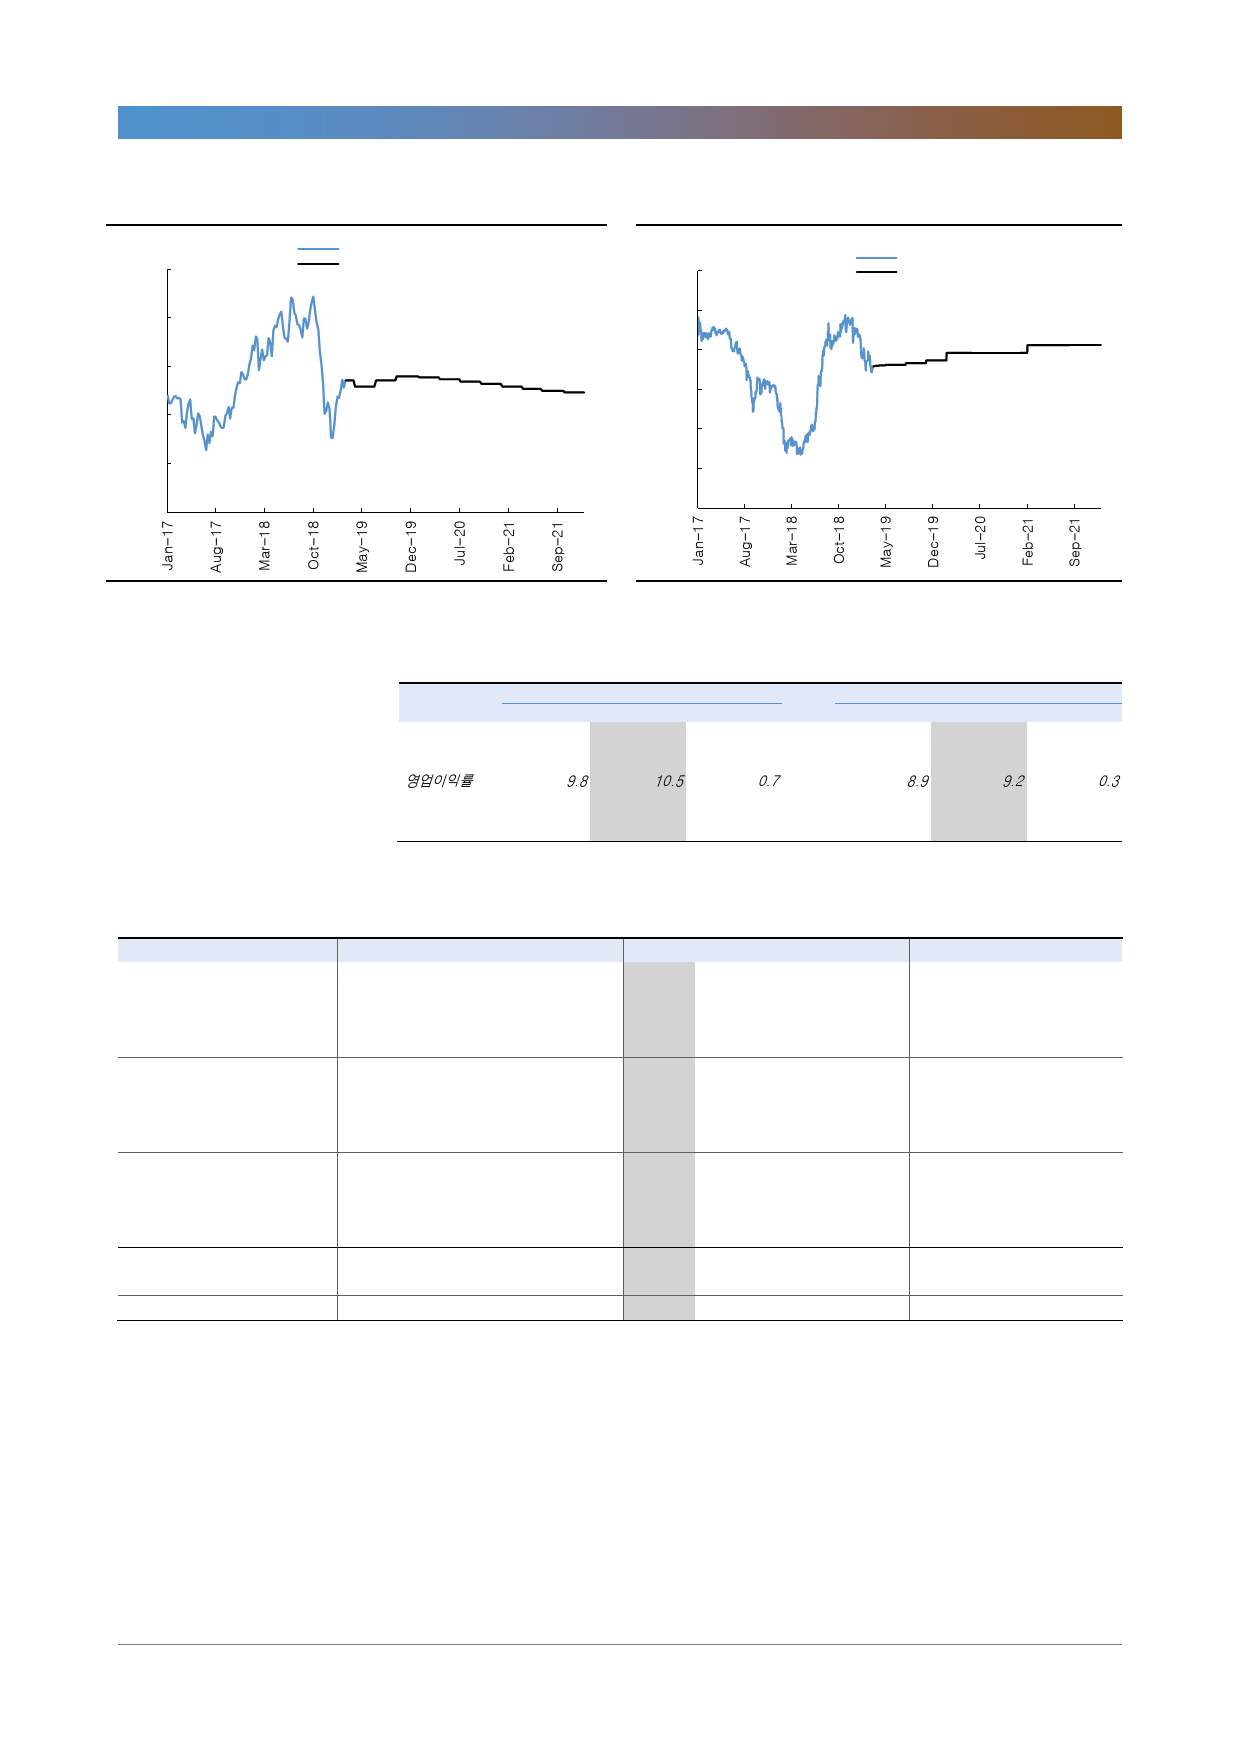 Jan-17
Aug-17
Mar-18
Oct-18
May-19
Dec-19
Jul-20
Feb-21
Sep-21
Jan-17
Aug-17
Mar-18
Oct-18
May-19
Dec-19
Jul-20
Feb-21
Sep-21
영업이익률 9.8 10.5 0.7 8.9 9.2 0.3